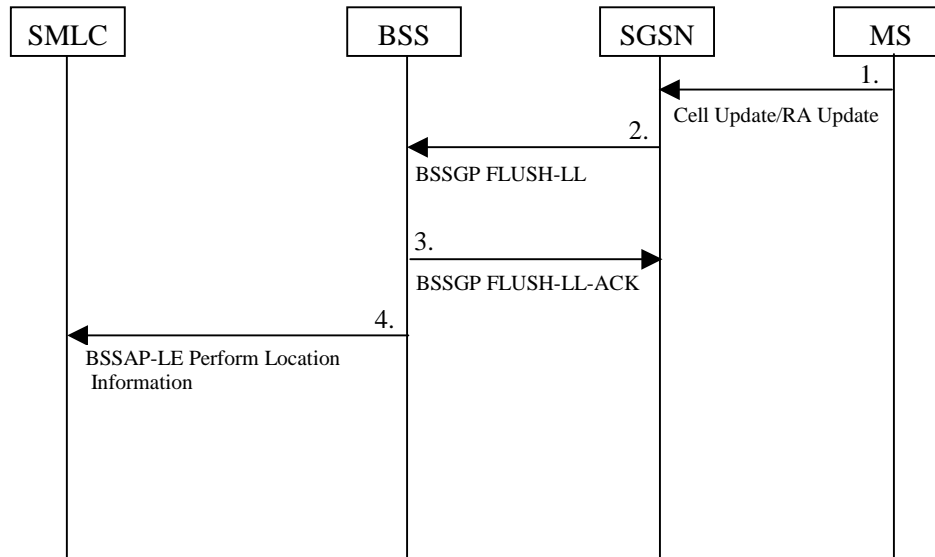 SMLC BSS SGSN MS
1.
Cell Update/RA Update
2.
BSSGP FLUSH-LL
3.
BSSGP FLUSH-LL-ACK
4.
BSSAP-LE Perform Location
Information